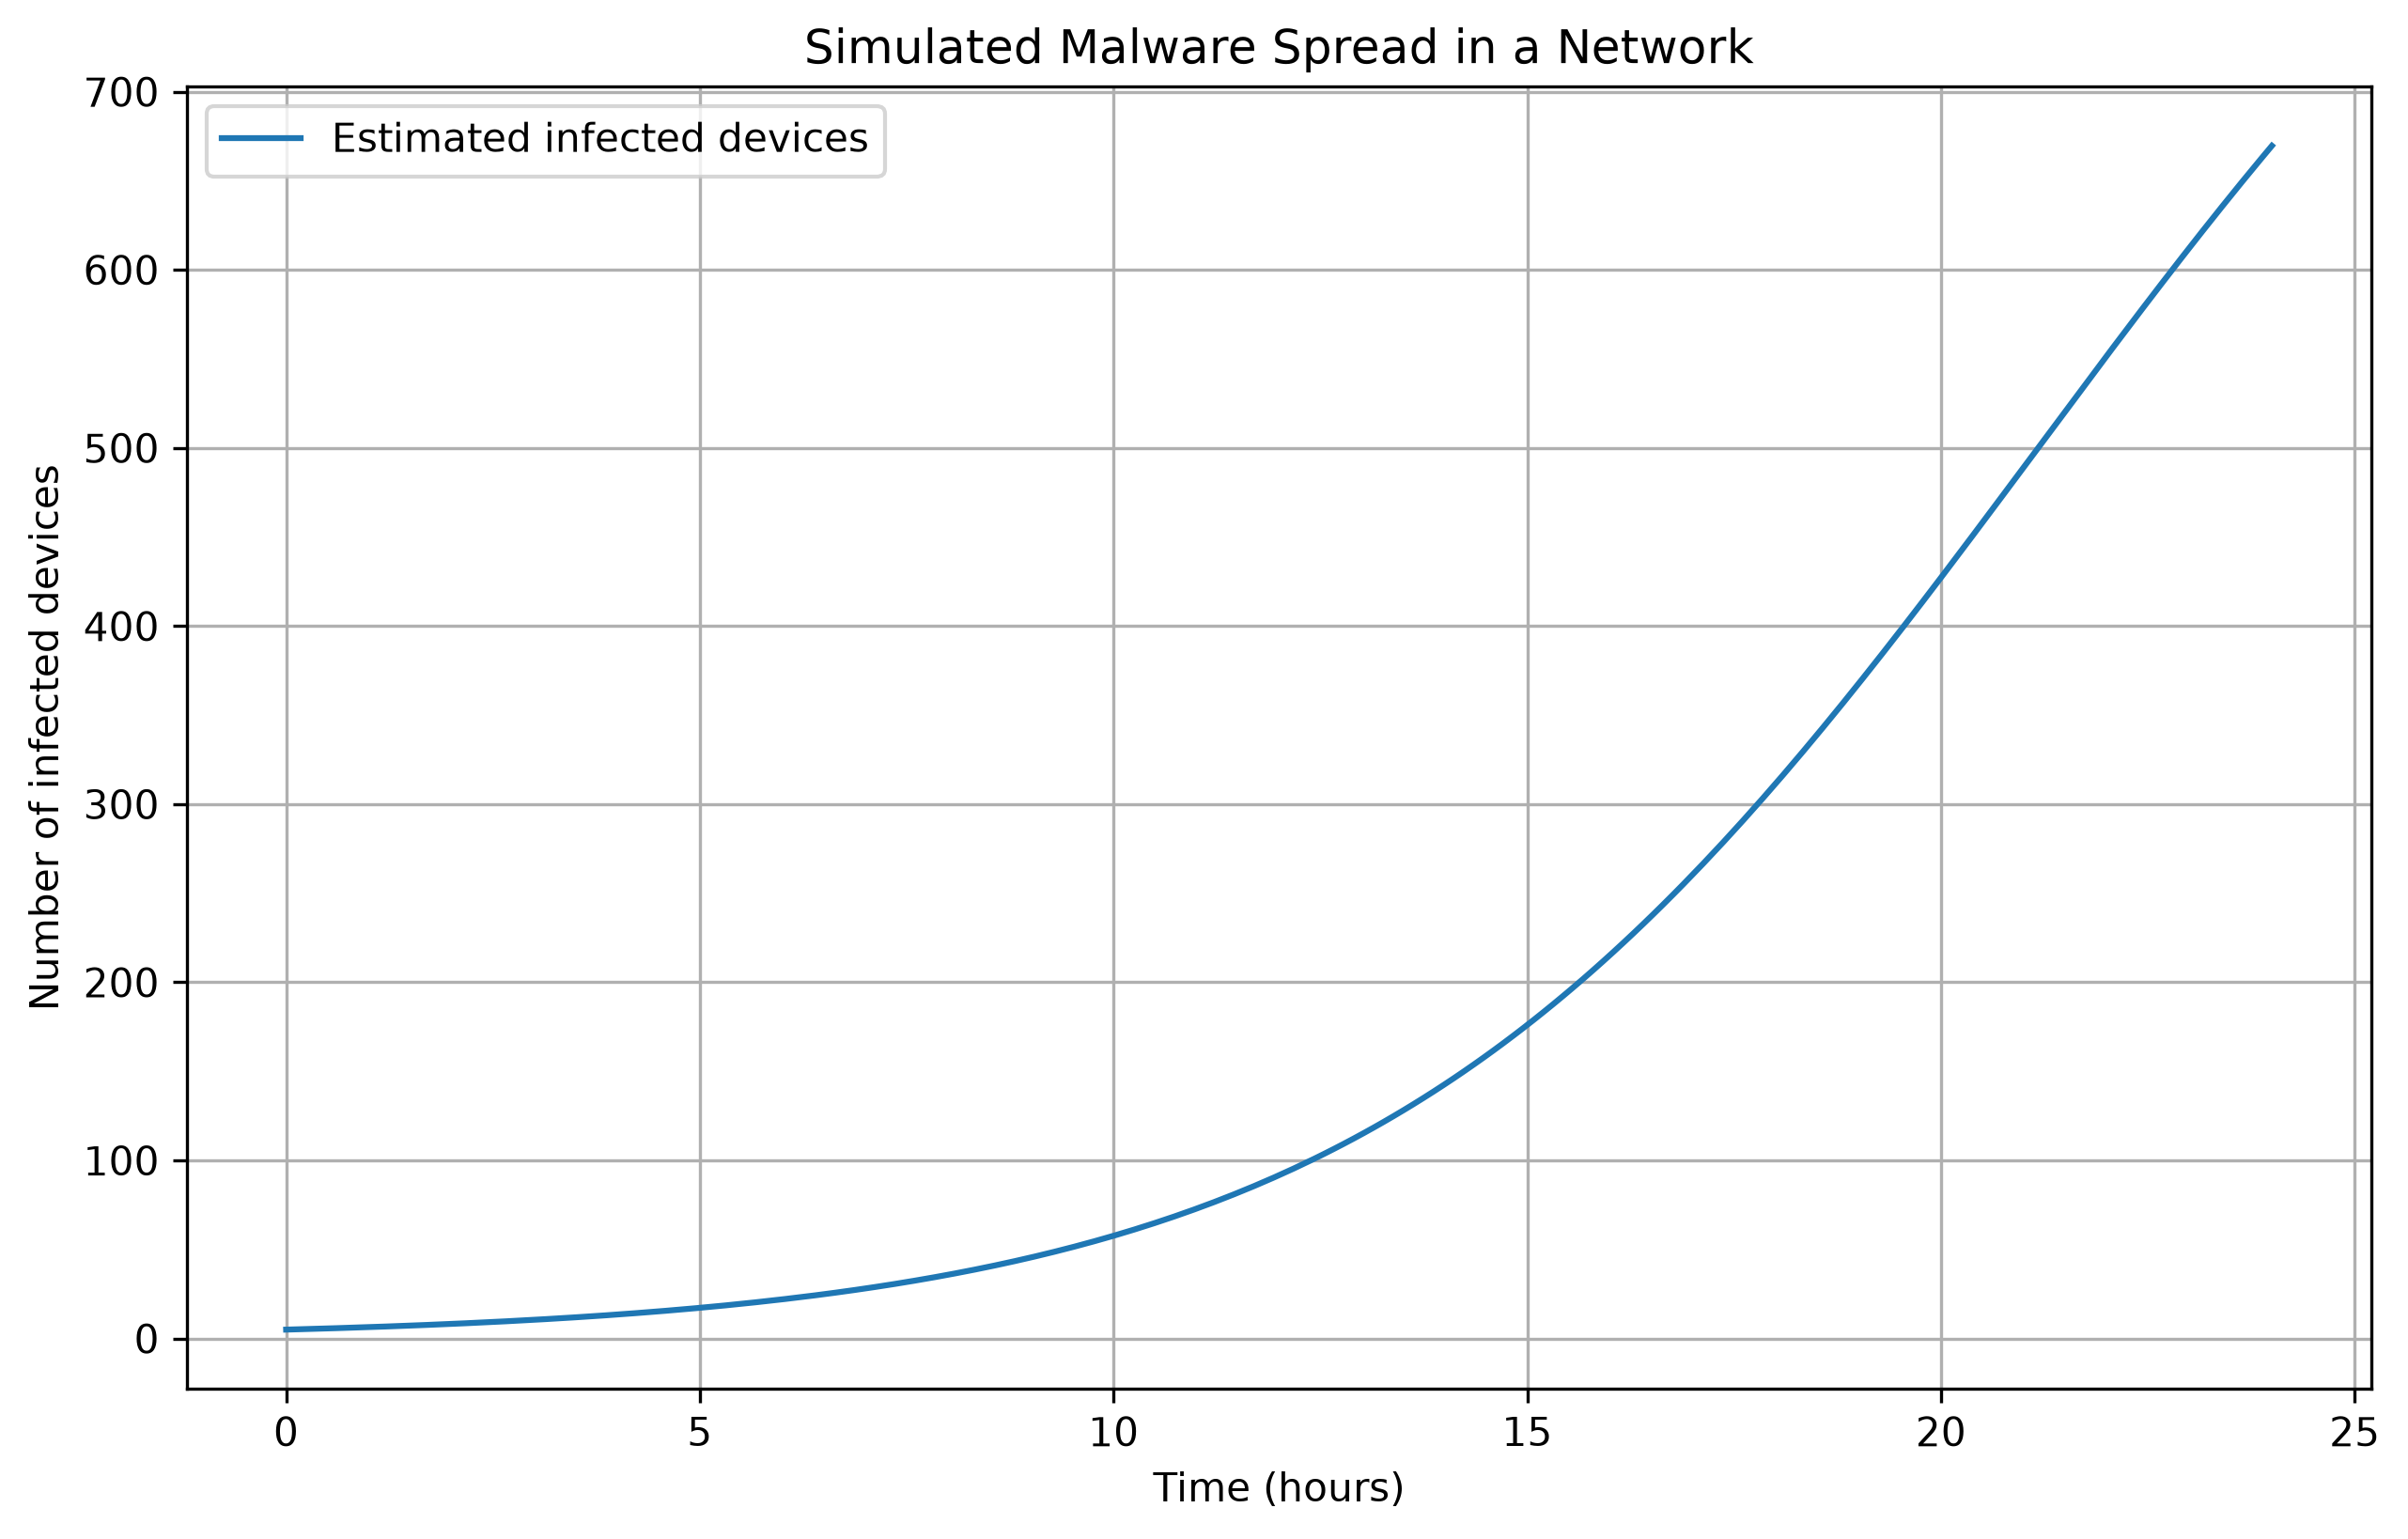 Simulated Malware Spread in a Network
700
600
500
400
300
200
100
0
Number of infected devices
Estimated infected devices
0 5 10 15 20 25
Time (hours)